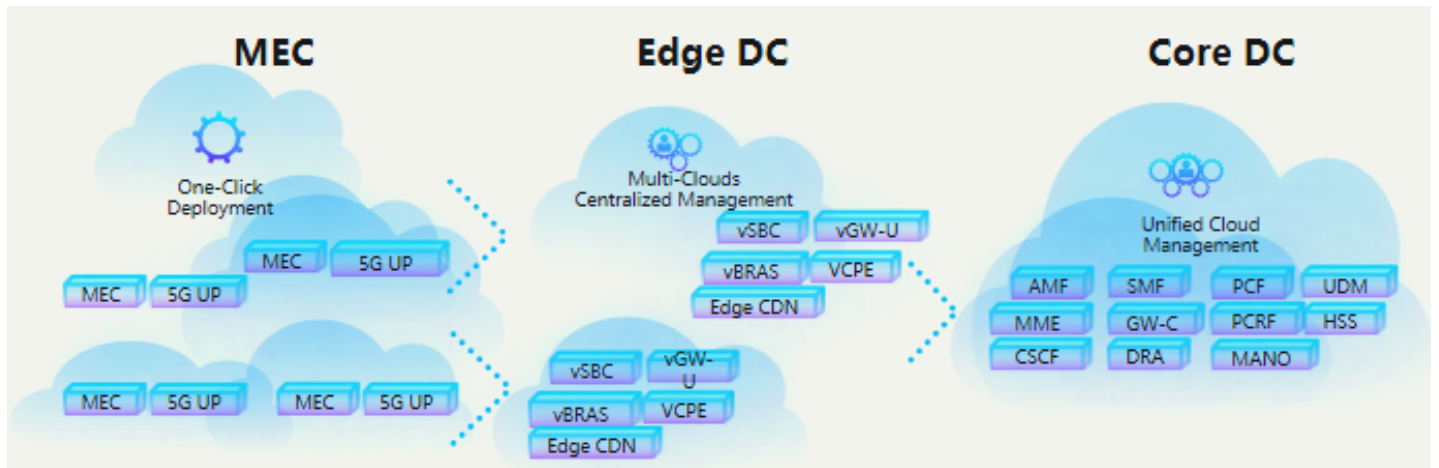 MEC
Edge DC
Core DC
One-Click
Deployment
MEC
5G UP
MEC
5G UP
MEC
5G UP
MEC
5G UP
Multi-Clouds
Centralized Management
vSBC
vGW-U
vBRAS
VCPE
Edge CDN
vSBC
vGW-
U
vBRAS
VCPE
Edge CDN
Unified Cloud
Management
AMF
SMF
PCF
UDM
MME
GW-C
PCRF
HSS
CSCF
DRA
MANO